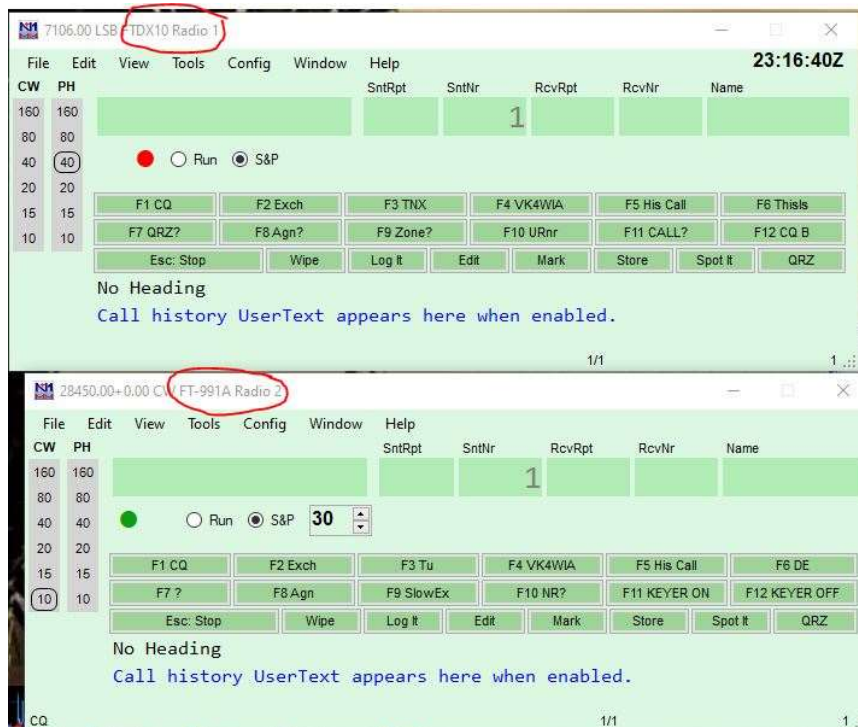 N1 7106.00 LSB FTDX10 Radio 1
File Edit View Tools Config Window Help 23:16:40Z
CW PH SntRpt SntNr RcvRpt RcvNr Name
160 160
1
80 80
40 40 Run S&P
20 20
15 15 F1 CQ F2 Exch F3 TNX F4 VK4WIA F5 His Call F6 ThisIs
10 10 F7 QRZ? F8 Agn? F9 Zone? F10 URnr F11 CALL? F12 CQ B
Esc: Stop Wipe Log It Edit Mark Store Spot It QRZ
No Heading
Call history UserText appears here when enabled.
1/1 1
N1 28450.00+0.00 CW FT-991A Radio 2
File Edit View Tools Config Window Help
CW PH SntRpt SntNr RcvRpt RcvNr Name
160 160
1
80 80
40 40 Run S&P 30
20 20
15 15 F1 CQ F2 Exch F3 Tu F4 VK4WIA F5 His Call F6 DE
10 10 F7 ? F8 Agn F9 SlowEx F10 NR? F11 KEYER ON F12 KEYER OFF
Esc: Stop Wipe Log It Edit Mark Store Spot It QRZ
No Heading
Call history UserText appears here when enabled.
CQ 1/1 1